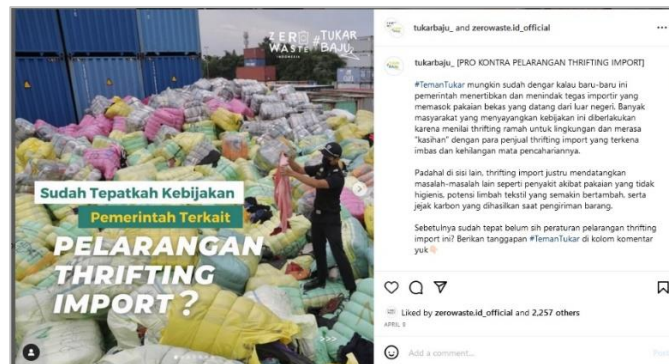 ZERO WASTE
INDONESIA
#TUKAR BAJU
Sudah Tepatkah Kebijakan
Pemerintah Terkait
PELARANGAN
THRIFTING
IMPORT?
>>>
tukarbaju_ and zerowaste.id_official
tukarbaju_ [PRO KONTRA PELARANGAN THRIFTING IMPORT]
#TemanTukar mungkin sudah dengar kalau baru-baru ini
pemerintah menertibkan dan menindak tegas importir yang
memasok pakaian bekas yang datang dari luar negeri. Banyak
masyarakat yang menyayangkan kebijakan ini diberlakukan
karena menilai thrifting ramah untuk lingkungan dan merasa
"kasihan" dengan para penjual thrifting import yang terkena
imbas dan kehilangan mata pencahariannya.
Padahal di sisi lain, thrifting import justru mendatangkan
masalah-masalah lain seperti penyakit akibat pakaian yang tidak
higienis, potensi limbah tekstil yang semakin bertambah, serta
jejak karbon yang dihasilkan saat pengiriman barang.
Sebetulnya sudah tepat belum sih peraturan pelarangan thrifting
import ini? Berikan tanggapan #TemanTukar di kolom komentar
yuk👇🏻
Liked by zerowaste.id_official and 2,257 others
Add a comment...